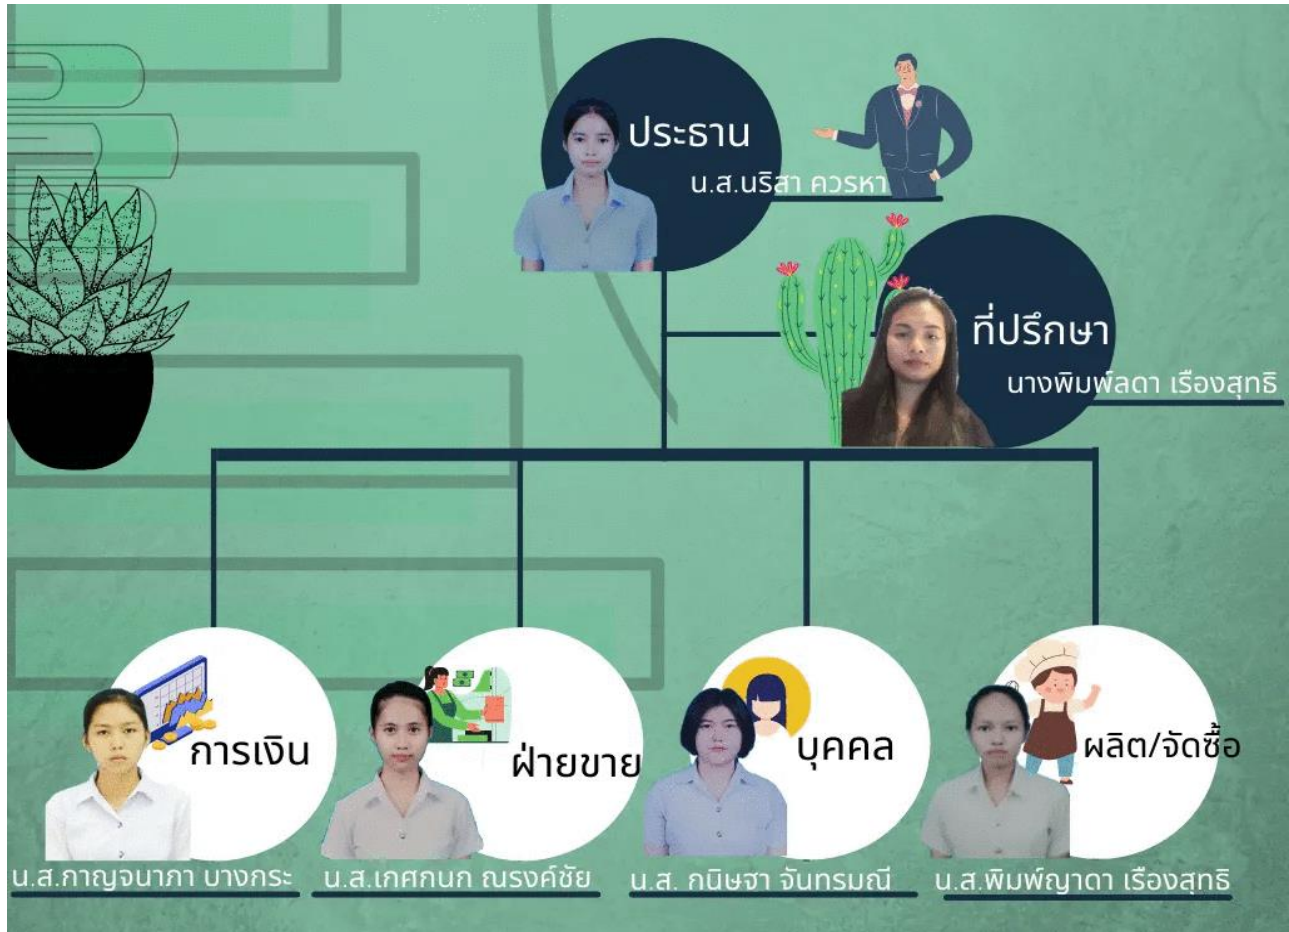 ประธาน
น.ส.นริสา ควรหา
ที่ปรึกษา
นางพิมพ์ลดา เรืองสุทธิ
การเงิน
ฝ่ายขาย
บุคคล
ผลิต/จัดซื้อ
น.ส.กาญจนาภา บางกระ
น.ส.เกศกนก ณรงค์ชัย
น.ส. กนิษฐา จันทรมณี
น.ส.พิมพ์ญาดา เรืองสุทธิ